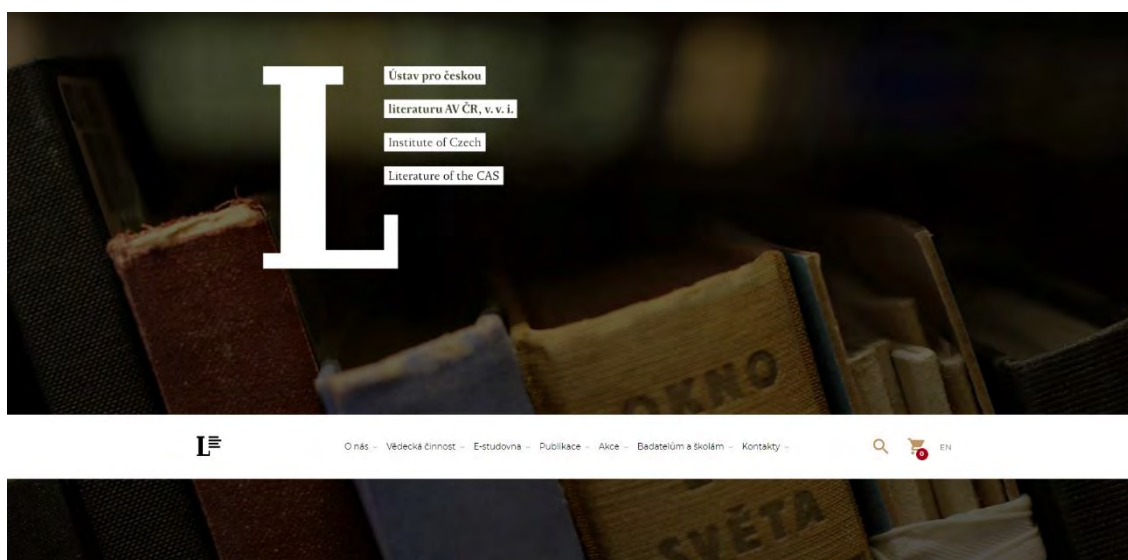 Ústav pro českou
literaturu AV ČR, v. v. i.
Institute of Czech
Literature of the CAS
OKNO
L O nás Vědecká činnost E-studovna Publikace Akce Badatelům a školám Kontakty 0 EN
SVĚTA